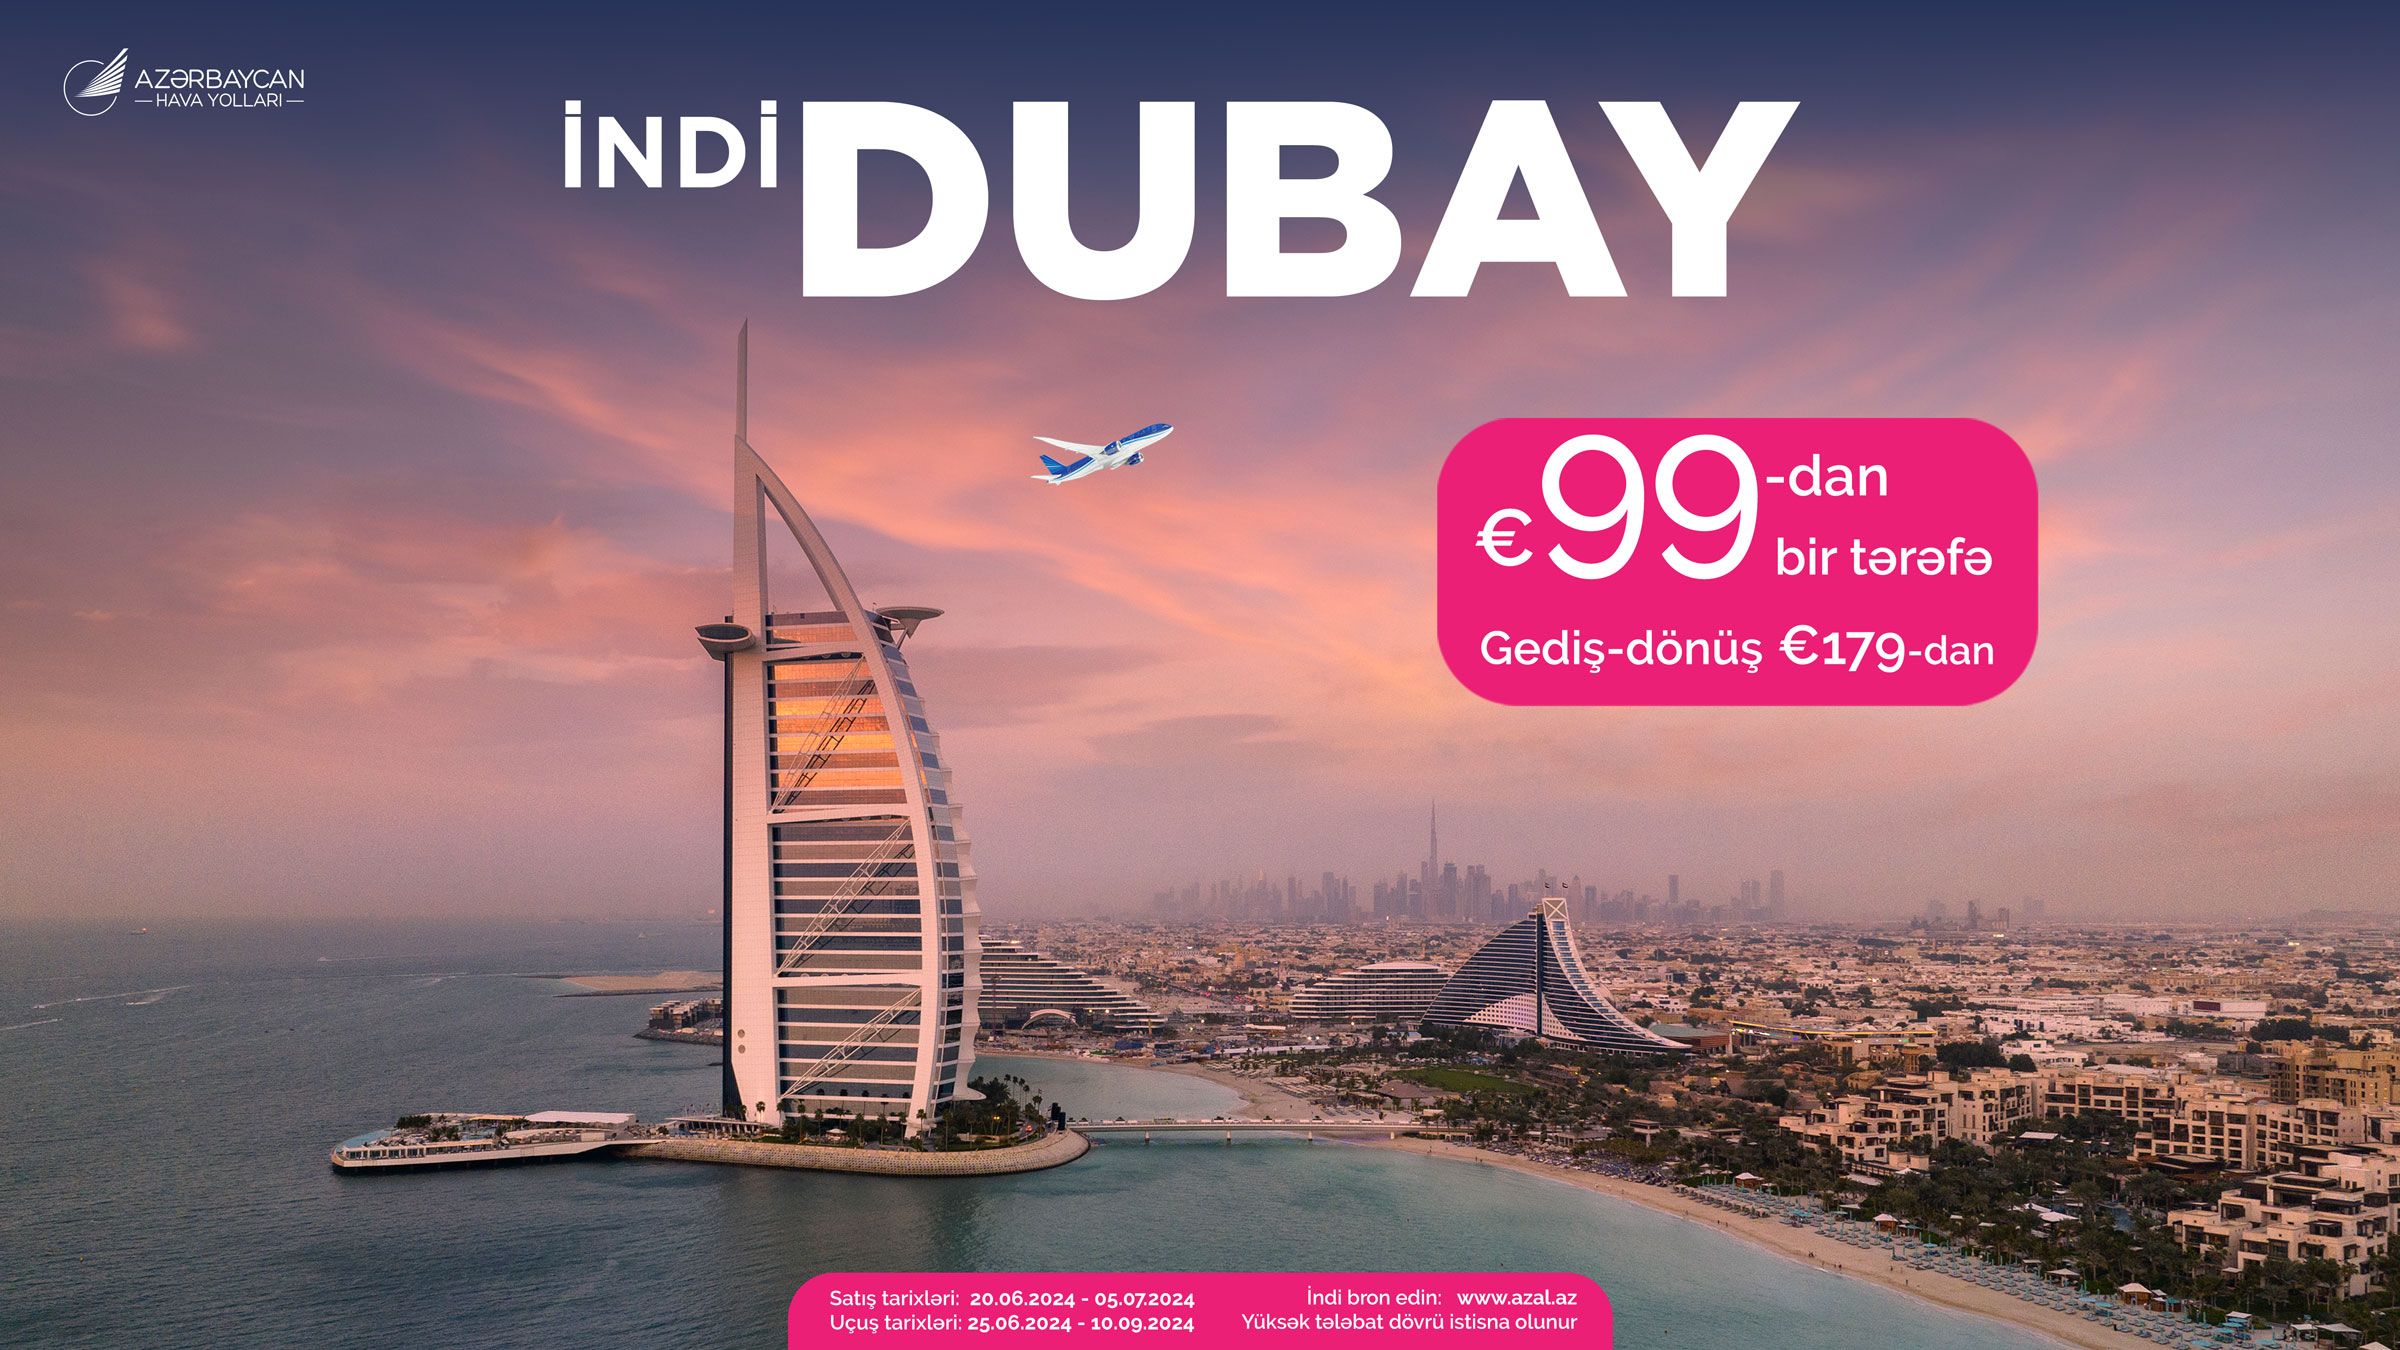 AZƏRBAYCAN
HAVA YOLLARI
İNDİ DUBAY
€99-dan
bir tərəfə
Gediş-dönüş €179-dan
Satış tarixləri: 20.06.2024 - 05.07.2024
Uçuş tarixləri: 25.06.2024 - 10.09.2024
İndi bron edin: www.azal.az
Yüksək tələbat dövrü istisna olunur